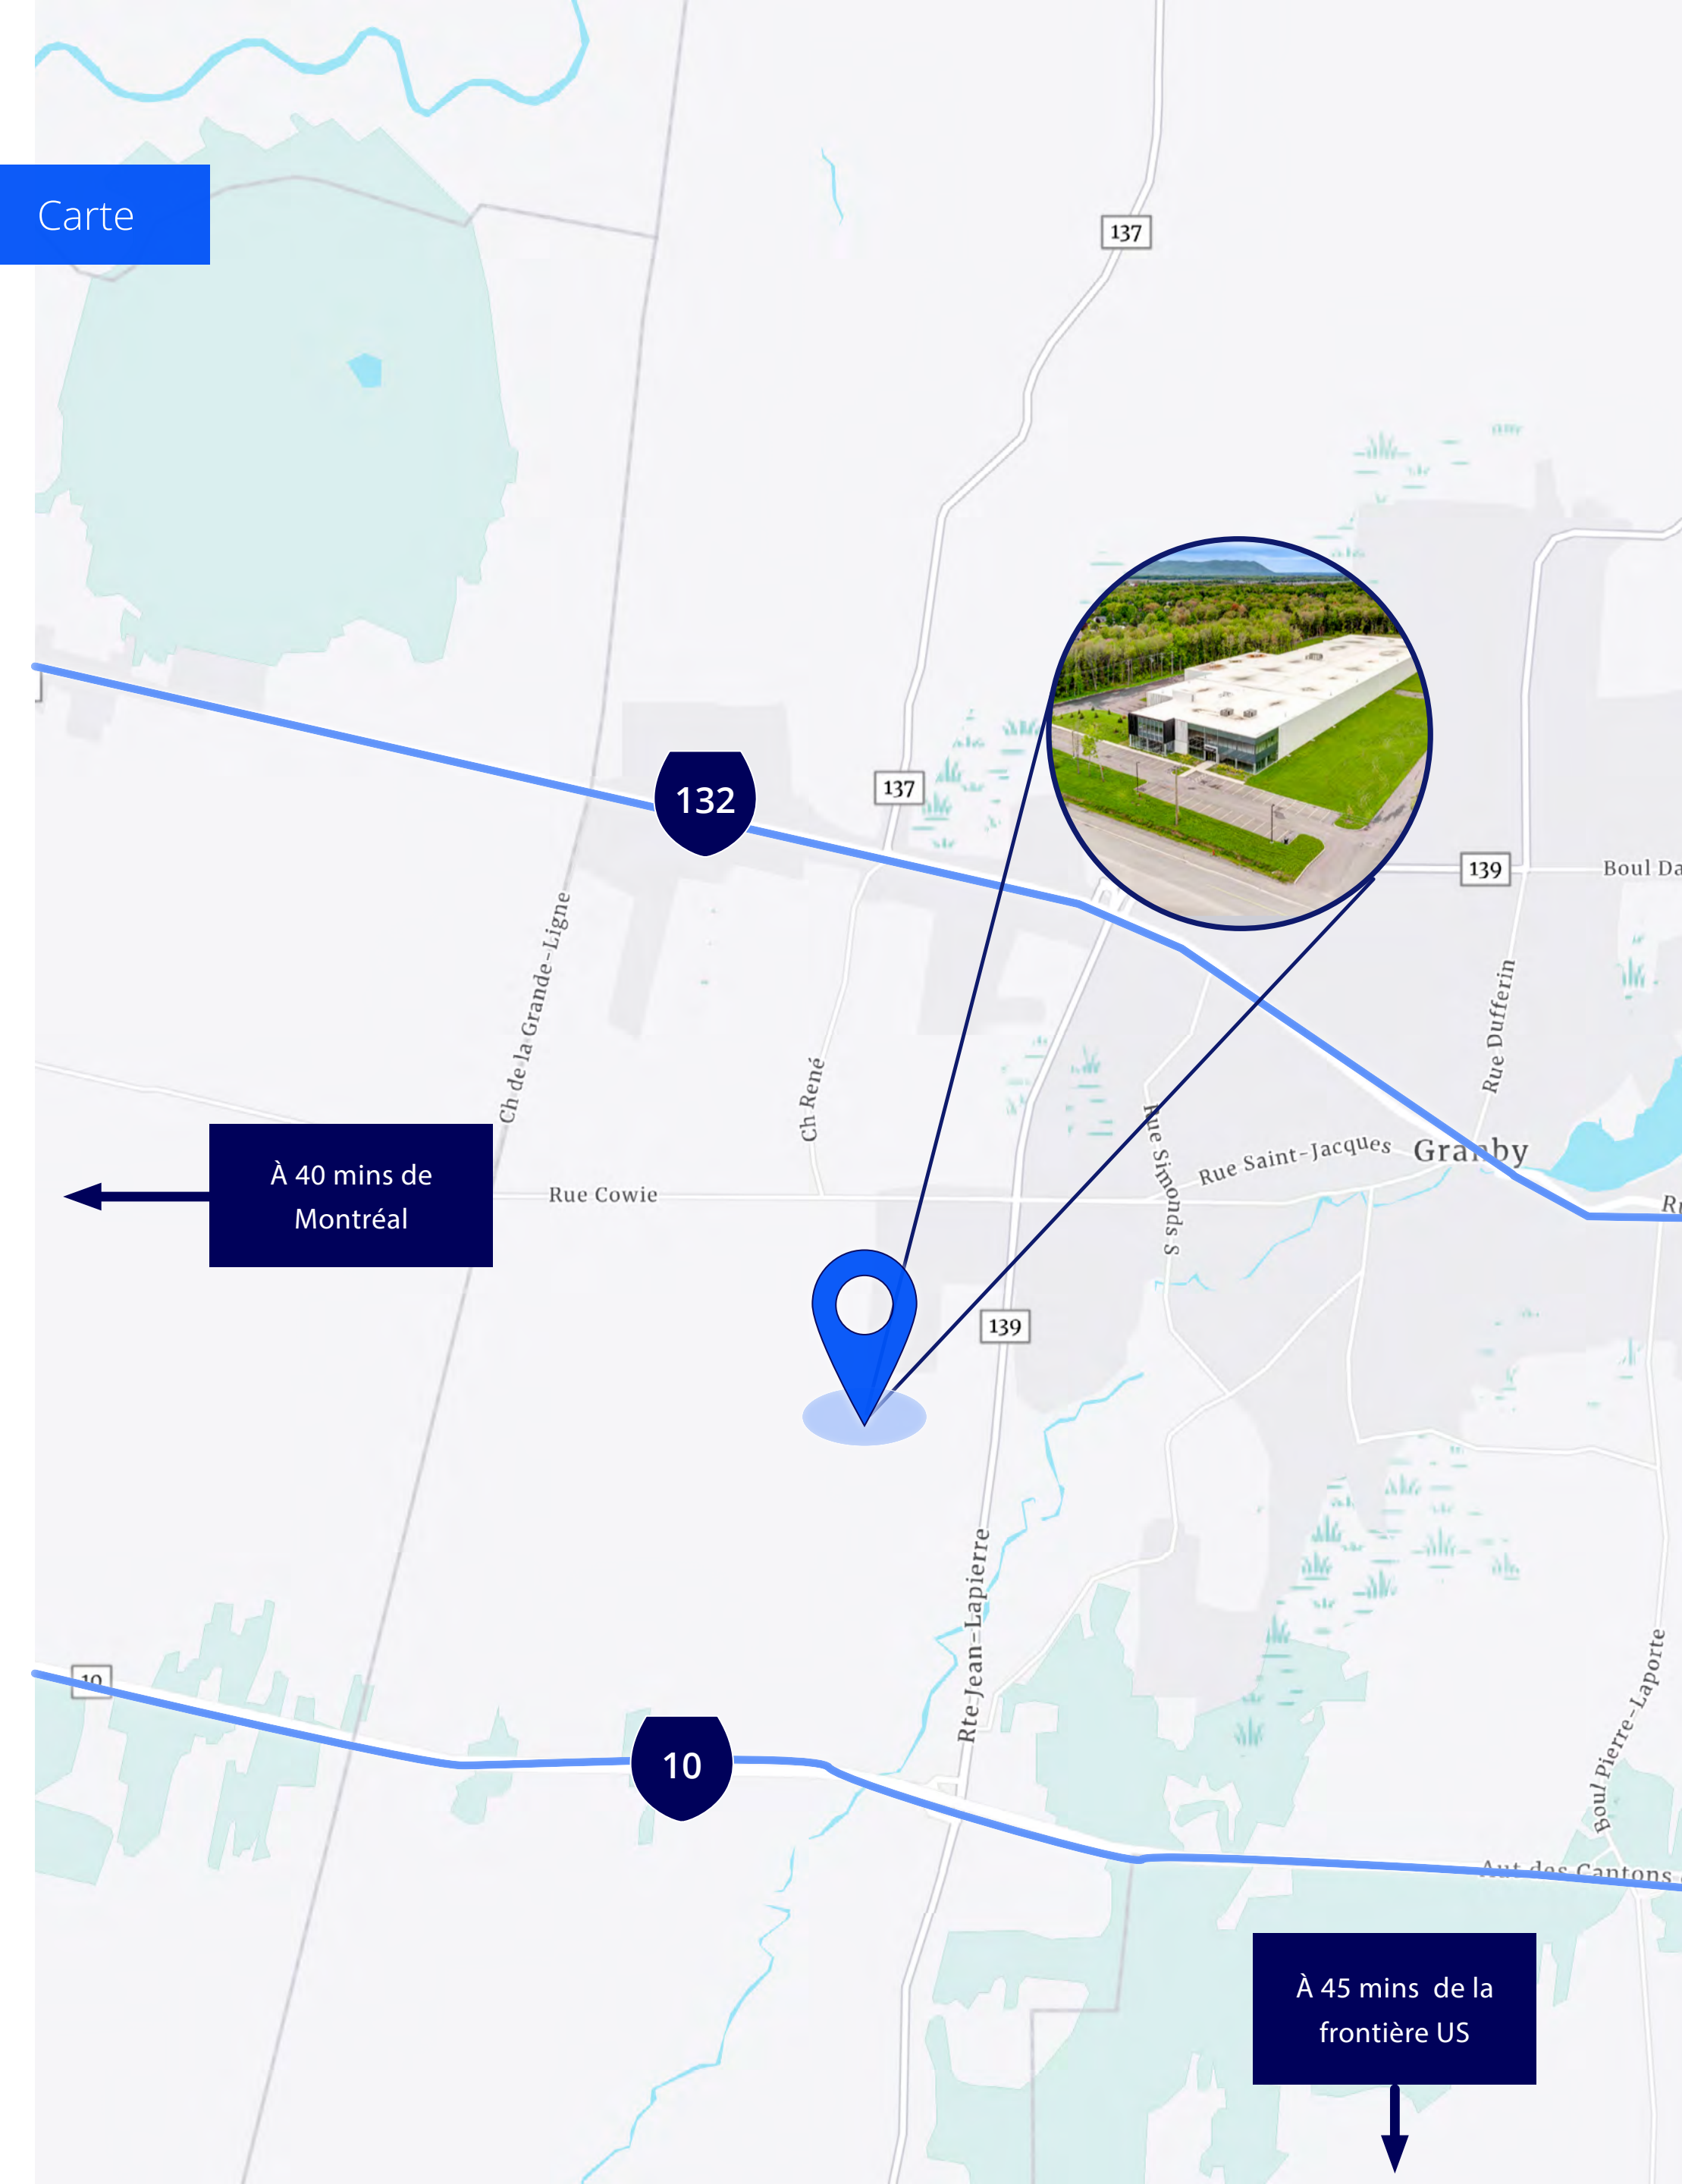 Carte
137
132
137
139
Boul Da
Ch de la Grande-Ligne
Rue Dufferin
Ch René
Rue Simonds S
Rue Saint-Jacques
Granby
À 40 mins de
Montréal
Rue Cowie
139
Rte Jean-Lapierre
Boul Pierre-Laporte
10
10
Aut des Cantons
À 45 mins de la
frontière US